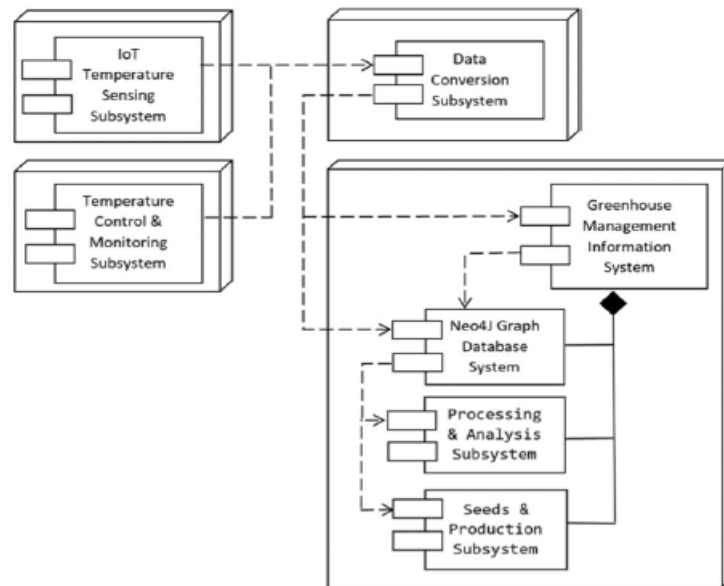 IoT
Temperature
Sensing
Subsystem
Data
Conversion
Subsystem
Temperature
Control &
Monitoring
Subsystem
Greenhouse
Management
Information
System
Neo4J Graph
Database
System
Processing
& Analysis
Subsystem
Seeds &
Production
Subsystem